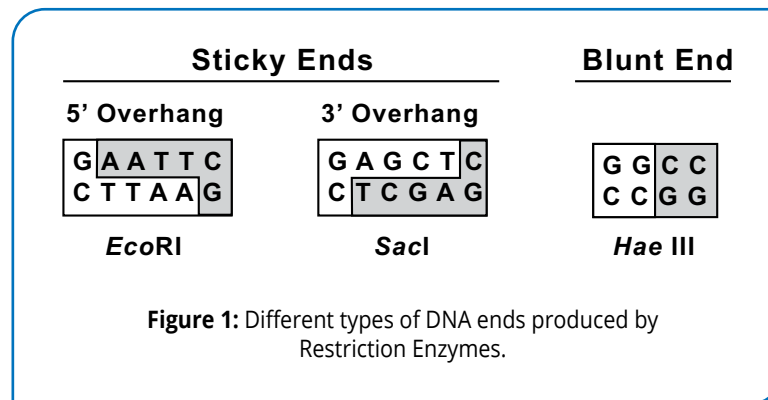 Sticky Ends Blunt End
5’ Overhang 3’ Overhang
G A A T T C G A G C T C G G C C
C T T A A G C T C G A G C C G G
EcoRI SacI Hae III
Figure 1: Different types of DNA ends produced by
Restriction Enzymes.